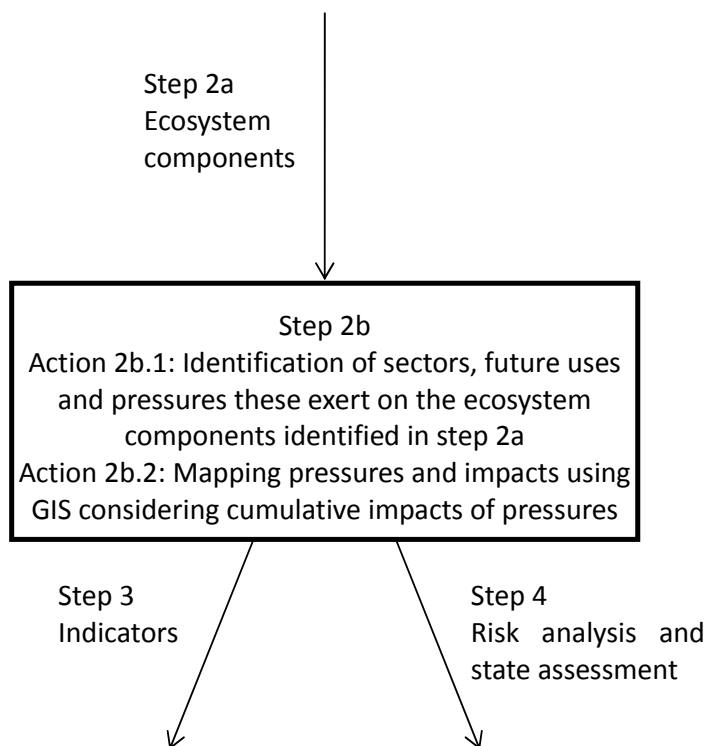 Step 2a
Ecosystem
components
Step 2b
Action 2b.1: Identification of sectors, future uses
and pressures these exert on the ecosystem
components identified in step 2a
Action 2b.2: Mapping pressures and impacts using
GIS considering cumulative impacts of pressures
Step 3
Indicators
Step 4
Risk analysis and
state assessment